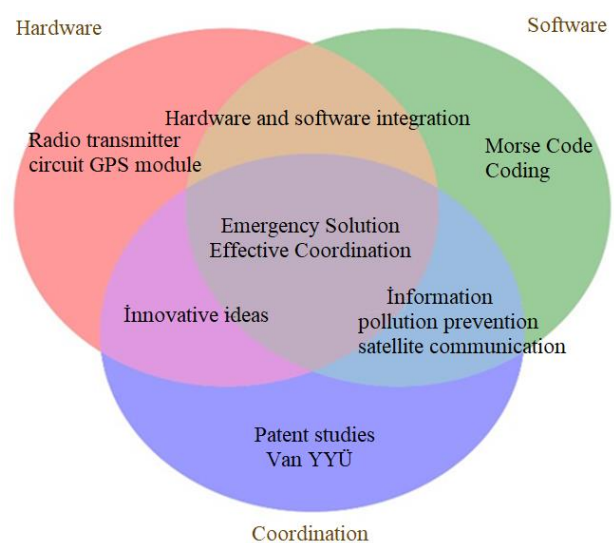 Hardware
Software
Hardware and software integration
Radio transmitter
circuit GPS module
Morse Code
Coding
Emergency Solution
Effective Coordination
İnnovative ideas
İnformation
pollution prevention
satellite communication
Patent studies
Van YYÜ
Coordination